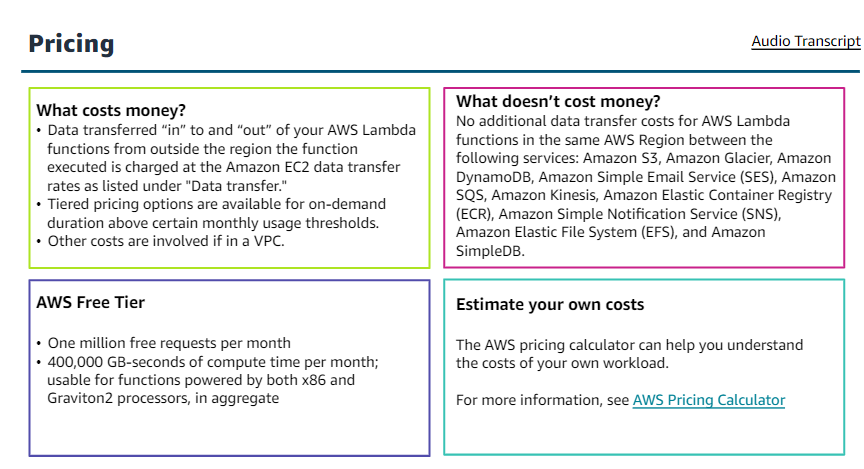 Pricing
Audio Transcript
What costs money?
• Data transferred “in” to and “out” of your AWS Lambda
functions from outside the region the function
executed is charged at the Amazon EC2 data transfer
rates as listed under "Data transfer."
• Tiered pricing options are available for on-demand
duration above certain monthly usage thresholds.
• Other costs are involved if in a VPC.
What doesn’t cost money?
No additional data transfer costs for AWS Lambda
functions in the same AWS Region between the
following services: Amazon S3, Amazon Glacier, Amazon
DynamoDB, Amazon Simple Email Service (SES), Amazon
SQS, Amazon Kinesis, Amazon Elastic Container Registry
(ECR), Amazon Simple Notification Service (SNS),
Amazon Elastic File System (EFS), and Amazon
SimpleDB.
AWS Free Tier
• One million free requests per month
• 400,000 GB-seconds of compute time per month;
usable for functions powered by both x86 and
Graviton2 processors, in aggregate
Estimate your own costs
The AWS pricing calculator can help you understand
the costs of your own workload.
For more information, see AWS Pricing Calculator